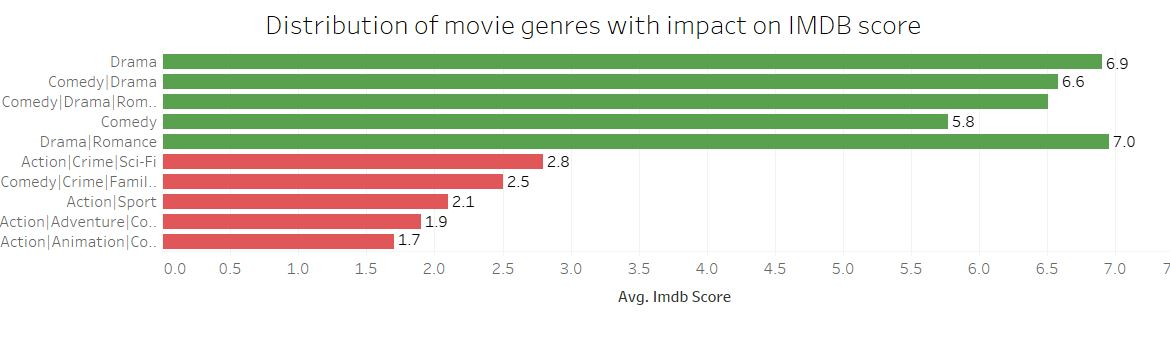 Distribution of movie genres with impact on IMDB score
Drama 6.9
Comedy|Drama 6.6
Comedy|Drama|Rom..
Comedy 5.8
Drama|Romance 7.0
Action|Crime|Sci-Fi 2.8
Comedy|Crime|Famil.. 2.5
Action|Sport 2.1
Action|Adventure|Co.. 1.9
Action|Animation|Co.. 1.7
0.0 0.5 1.0 1.5 2.0 2.5 3.0 3.5 4.0 4.5 5.0 5.5 6.0 6.5 7.0 7
Avg. Imdb Score